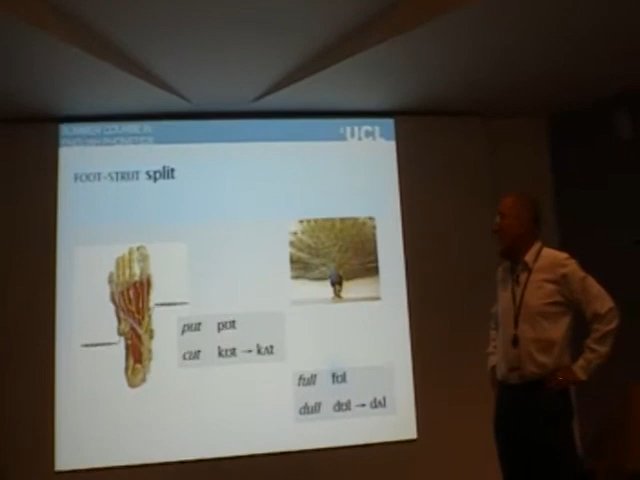 SUMMER COURSE IN
ENGLISH PHONETICS
UCL
FOOT-STRUT split
put pʊt
cut kʊt → kʌt
full fʊl
dull dʊl → dʌl